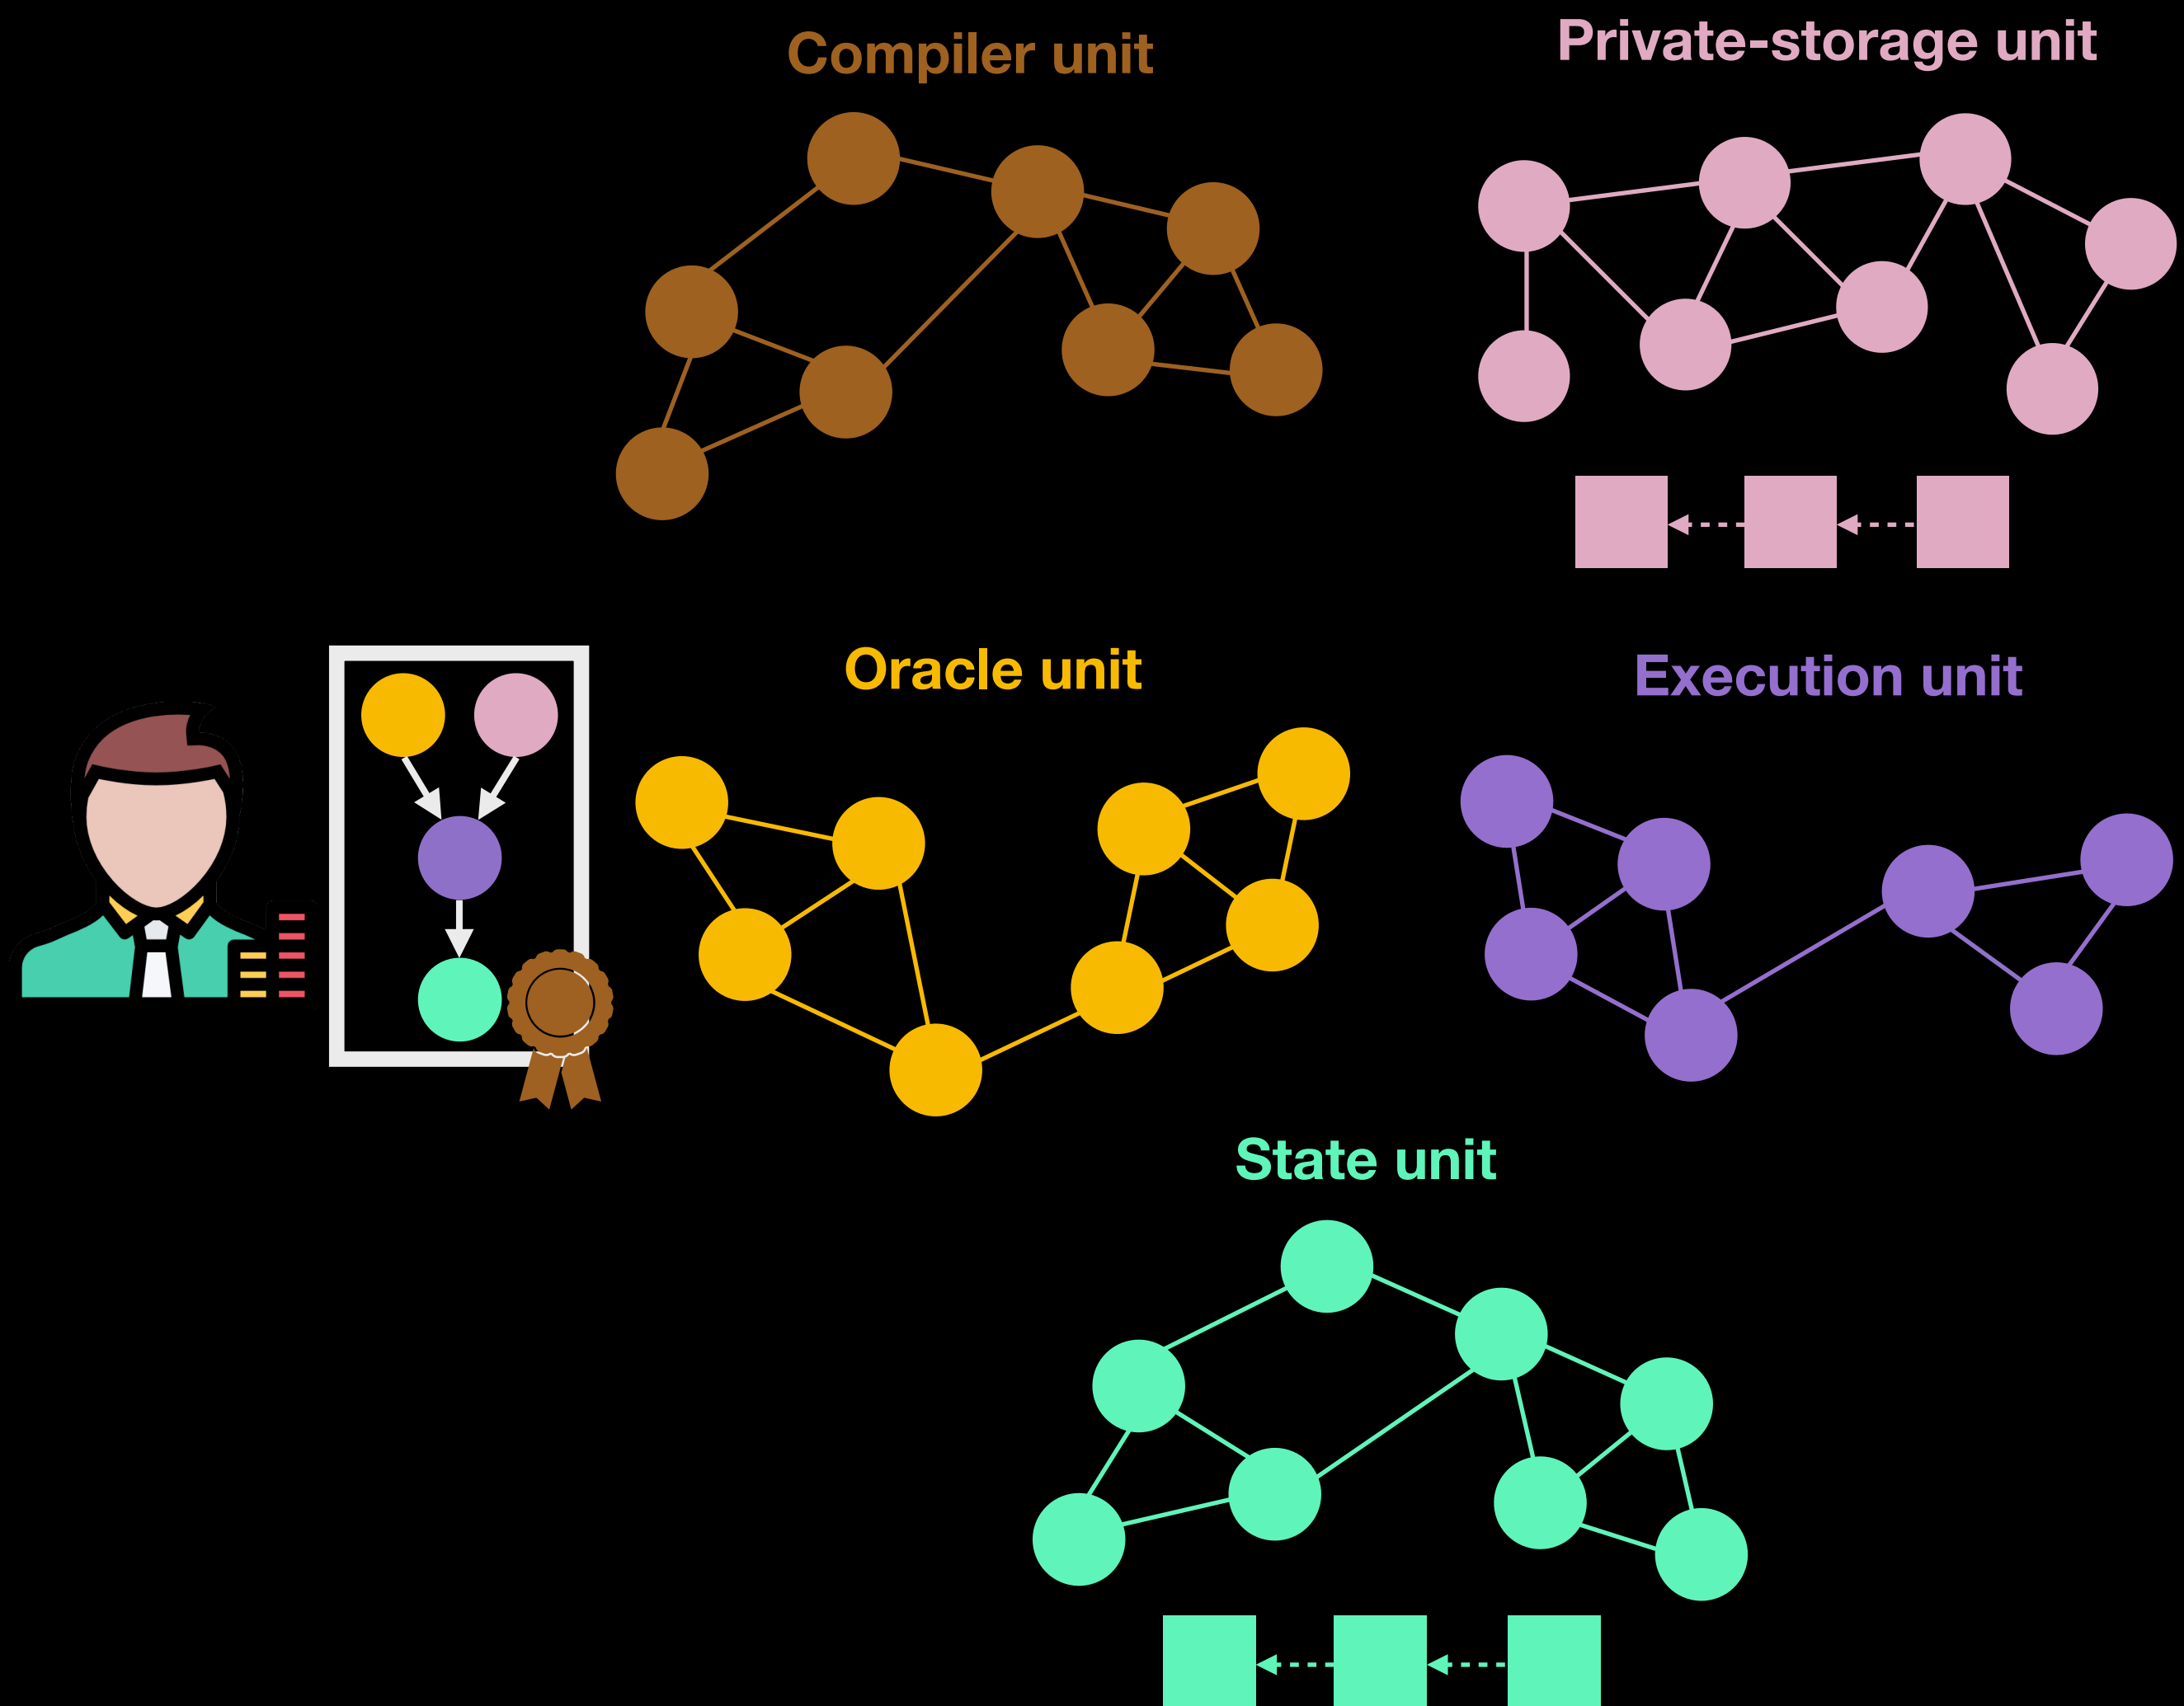 Compiler unit
Private-storage unit
Oracle unit
Execution unit
State unit